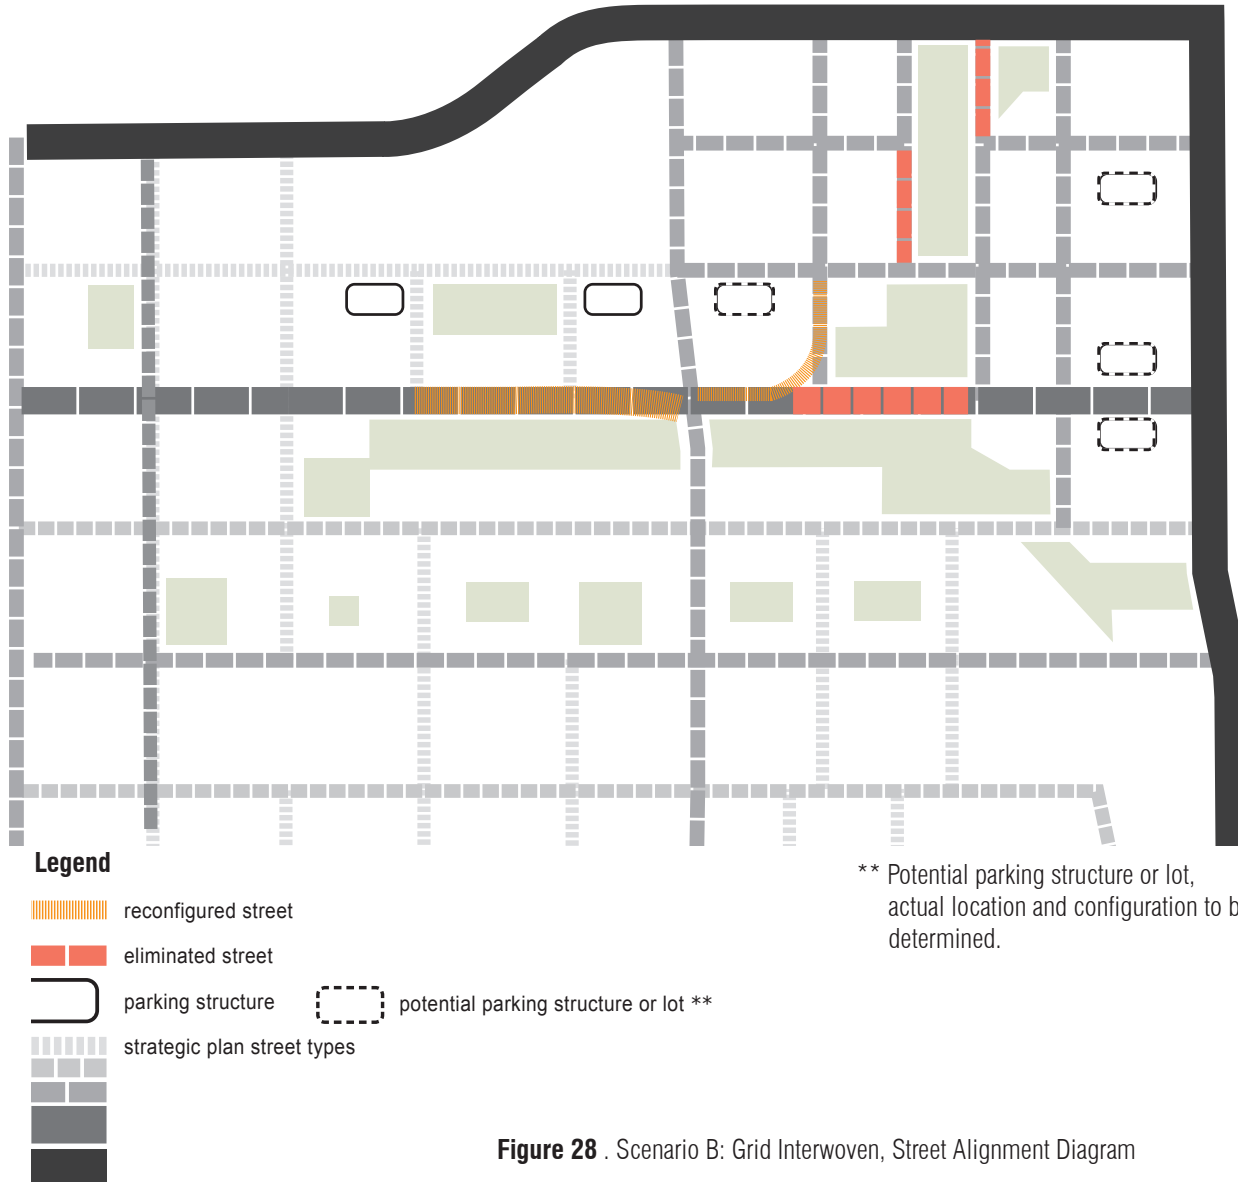 Legend
reconfigured street
eliminated street
parking structure
potential parking structure or lot **
strategic plan street types
** Potential parking structure or lot,
actual location and configuration to b
determined.
Figure 28 . Scenario B: Grid Interwoven, Street Alignment Diagram